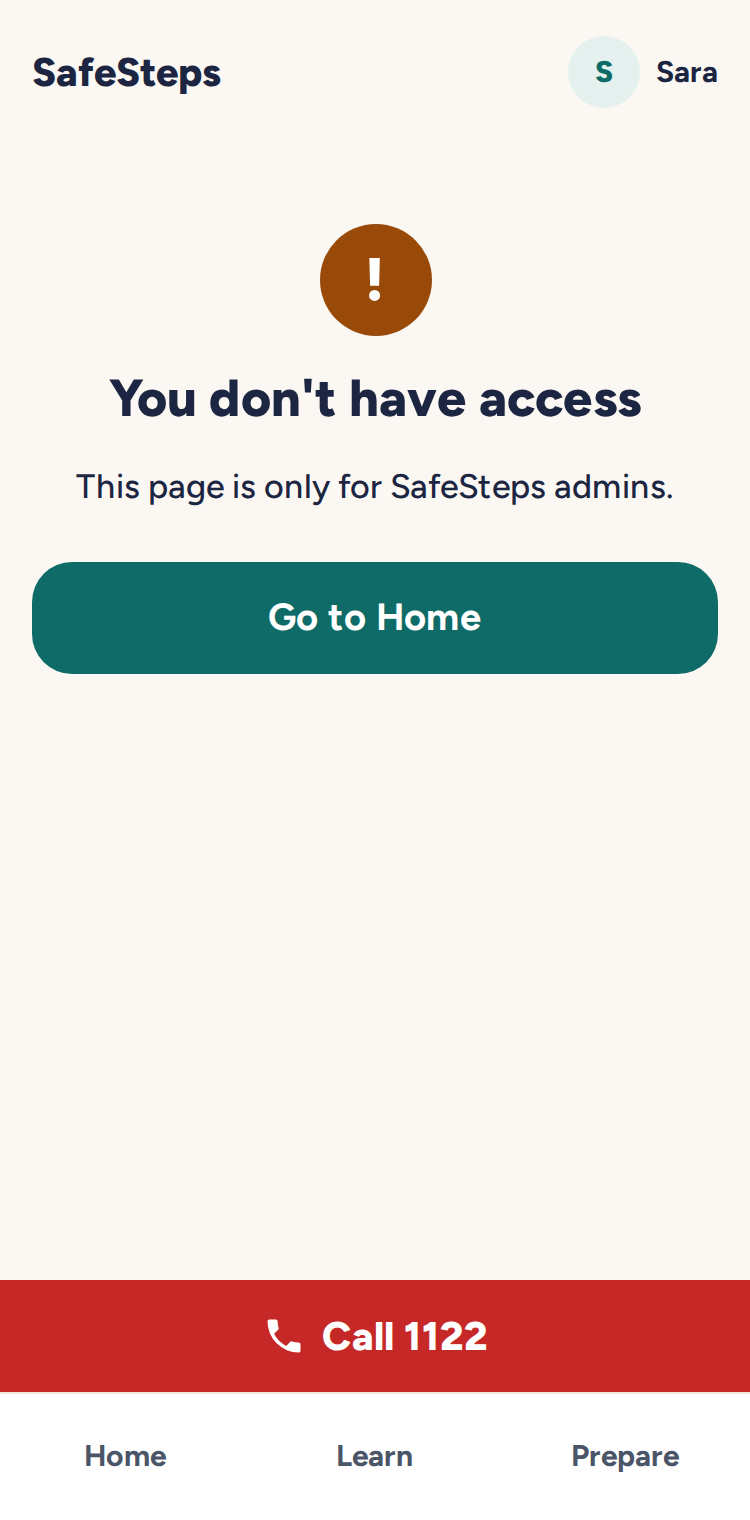 SafeSteps
S Sara
!
You don't have access
This page is only for SafeSteps admins.
Go to Home
Call 1122
Home Learn Prepare